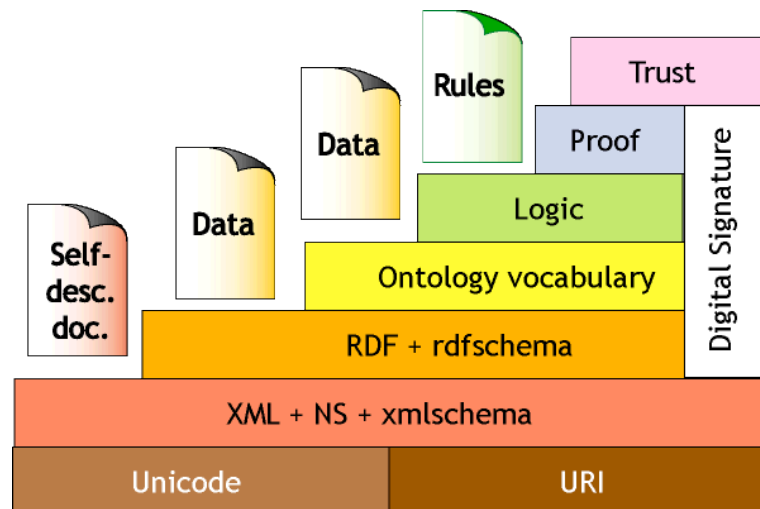 Rules
Trust
Data
Proof
Data
Logic
Self-
desc.
doc.
Ontology vocabulary
Digital Signature
RDF + rdfschema
XML + NS + xmlschema
Unicode
URI